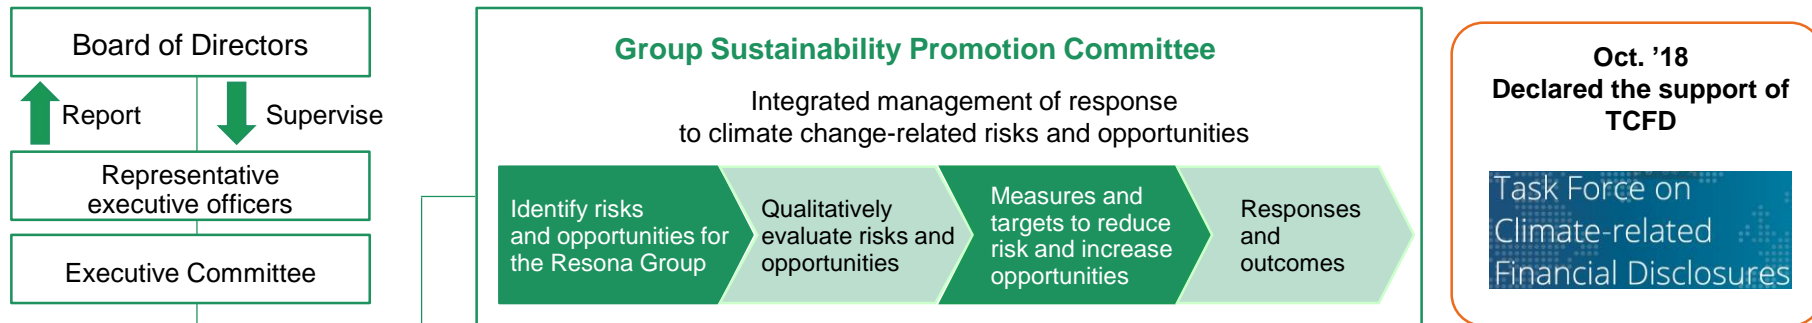 Board of Directors
Report
Supervise
Representative
executive officers
Executive Committee
Group Sustainability Promotion Committee
Integrated management of response
to climate change-related risks and opportunities
Identify risks
and opportunities for
the Resona Group
Qualitatively
evaluate risks and
opportunities
Measures and
targets to reduce
risk and increase
opportunities
Responses
and
outcomes
Oct. ’18
Declared the support of
TCFD
Task Force on
Climate-related
Financial Disclosures